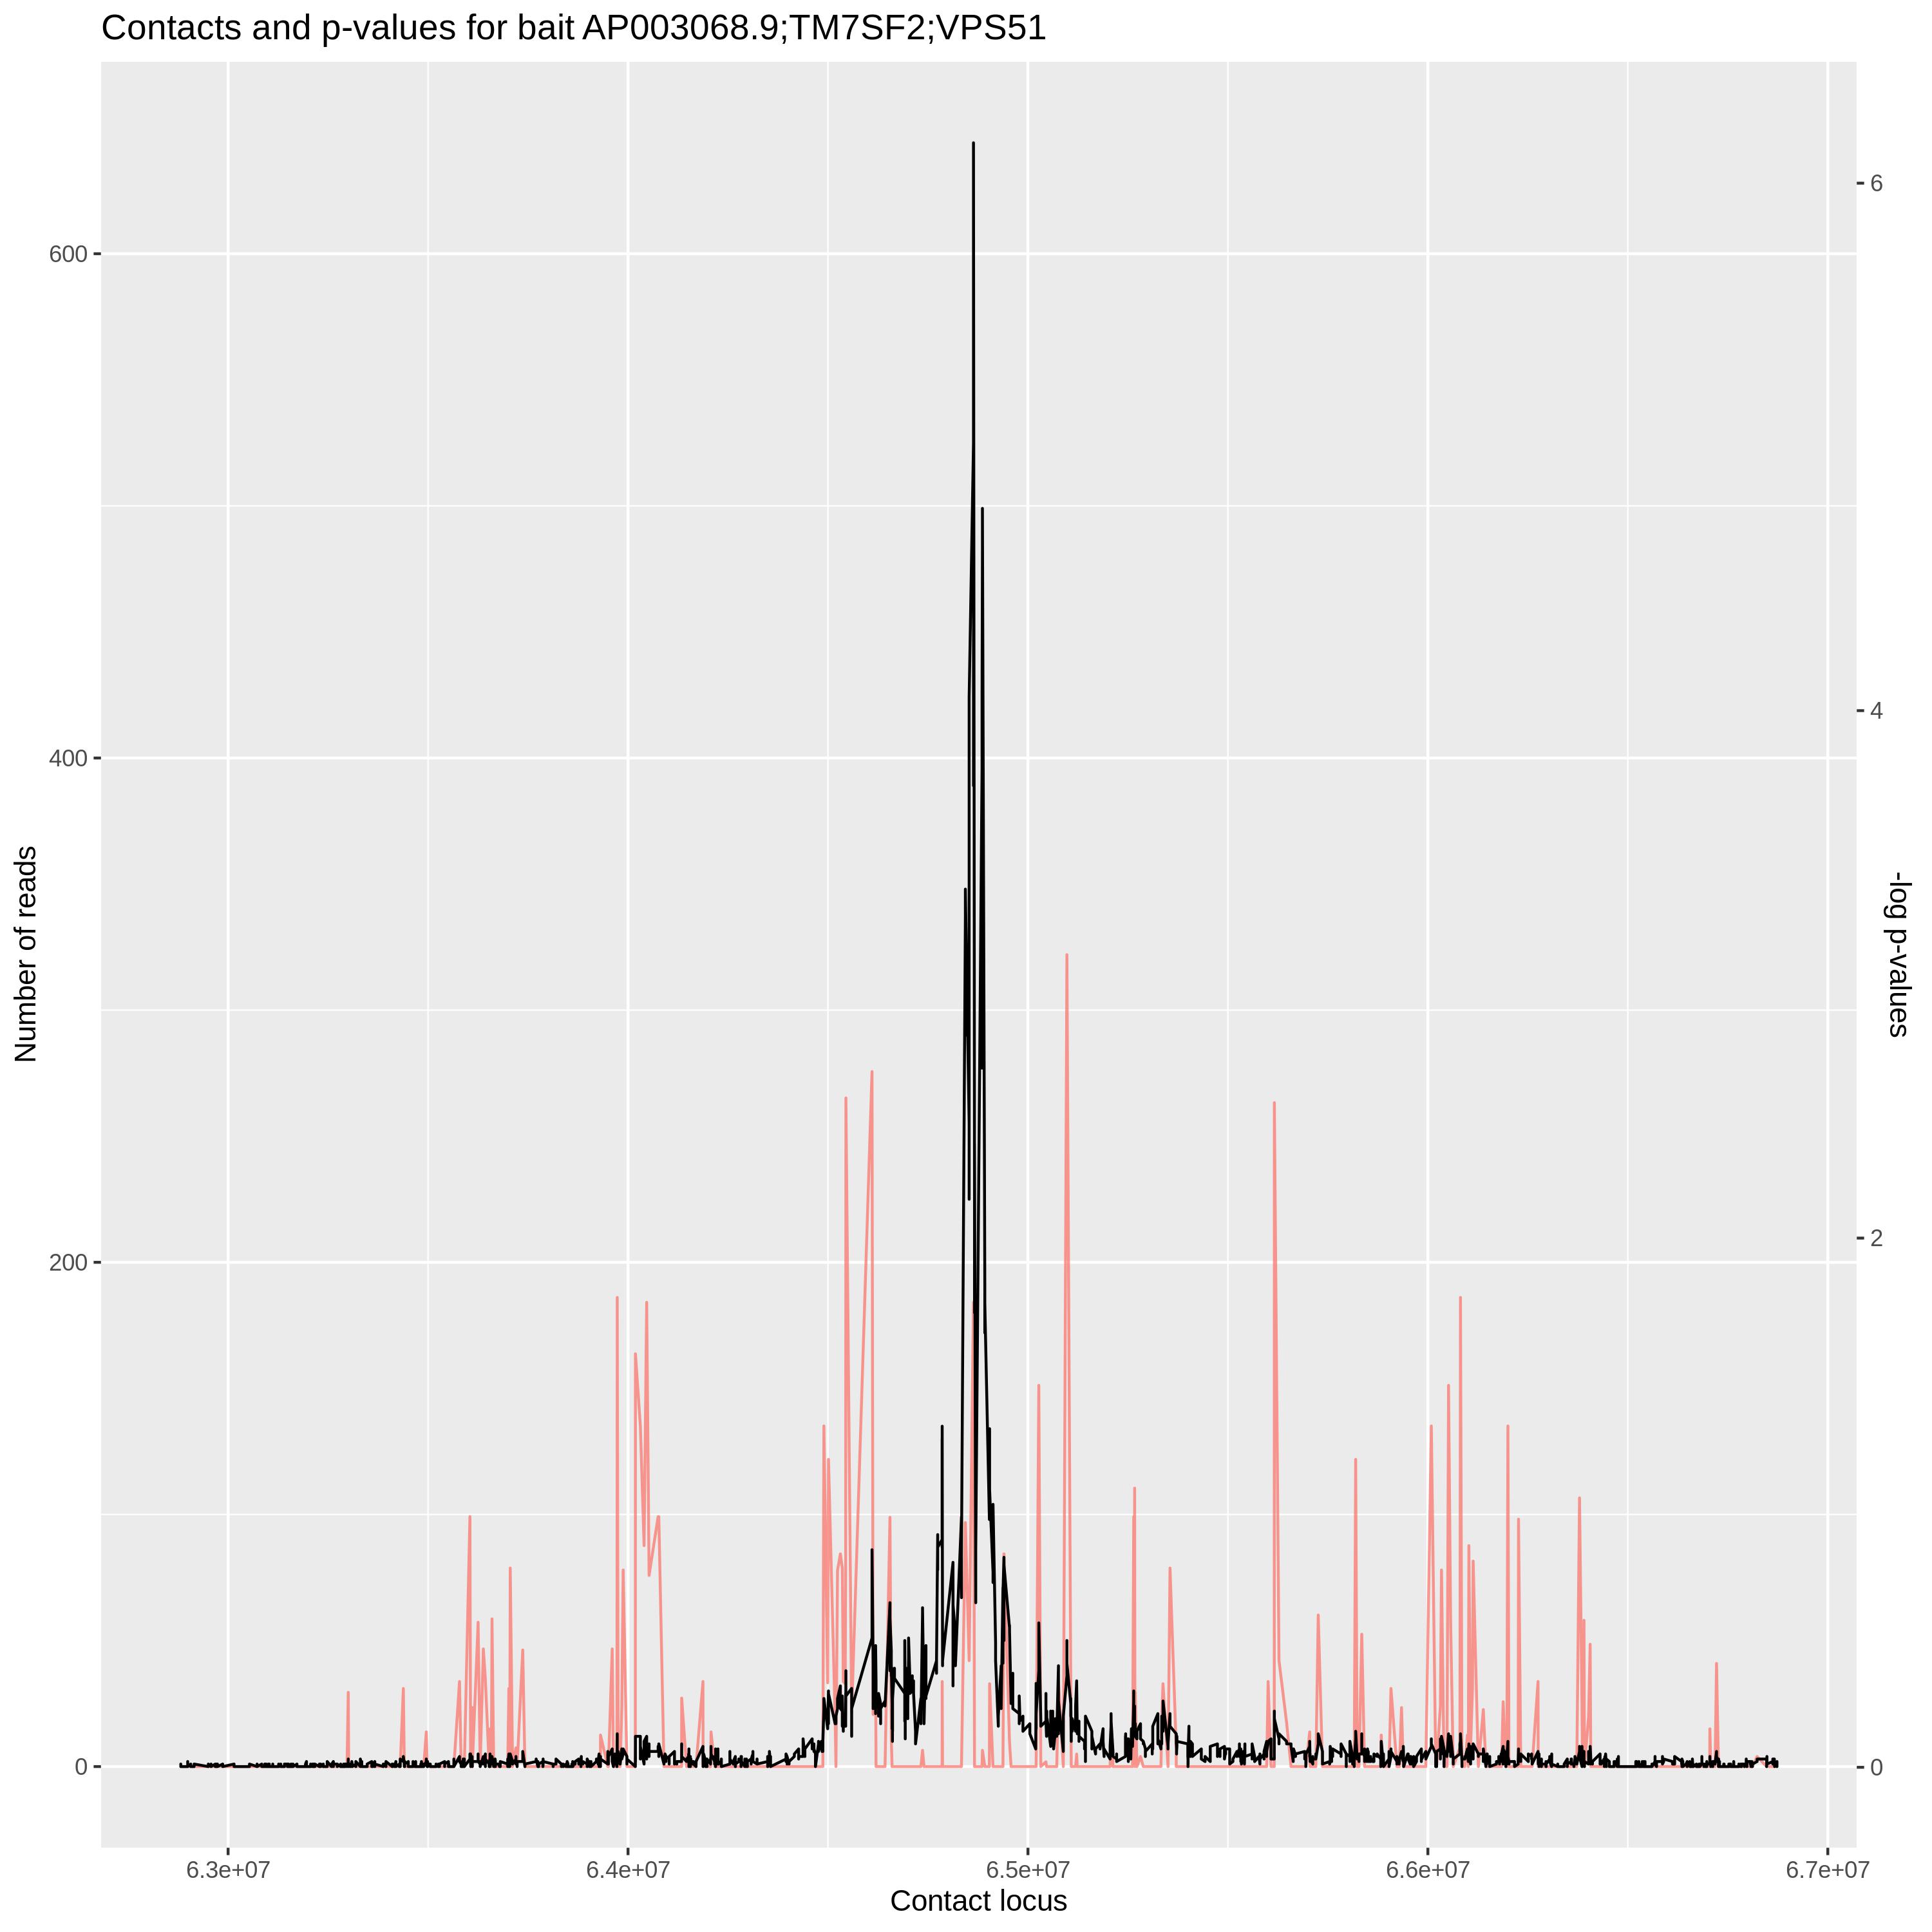 Contacts and p-values for bait AP003068.9;TM7SF2;VPS51
600
400
200
0
Number of reads
6
4
2
0
-log p-values
6.3e+07
6.4e+07
6.5e+07
6.6e+07
6.7e+07
Contact locus